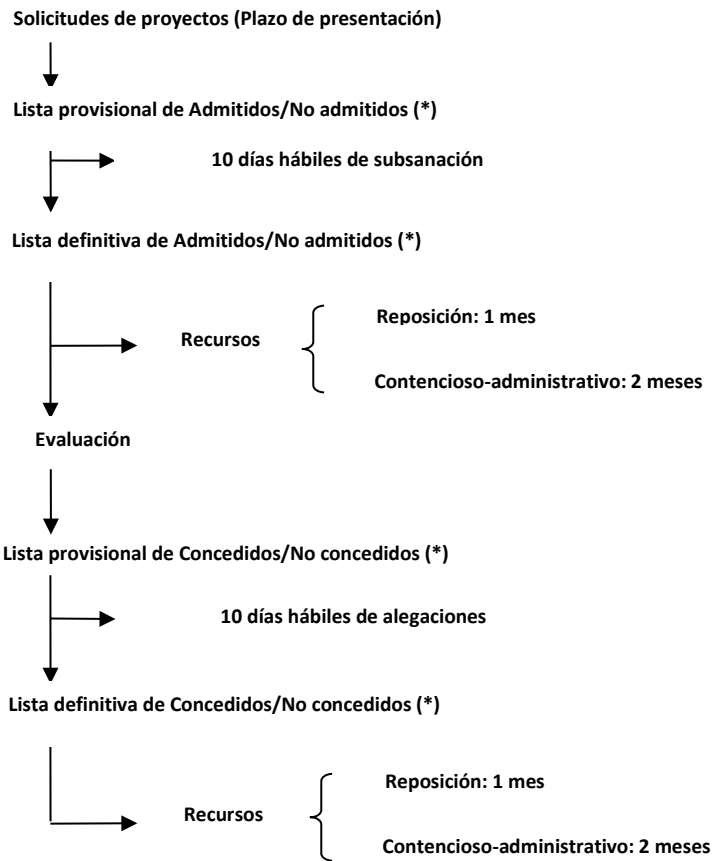 Solicitudes de proyectos (Plazo de presentación)
Lista provisional de Admitidos/No admitidos (*)
10 días hábiles de subsanación
Lista definitiva de Admitidos/No admitidos (*)
Recursos
Reposición: 1 mes
Contencioso-administrativo: 2 meses
Evaluación
Lista provisional de Concedidos/No concedidos (*)
10 días hábiles de alegaciones
Lista definitiva de Concedidos/No concedidos (*)
Recursos
Reposición: 1 mes
Contencioso-administrativo: 2 meses